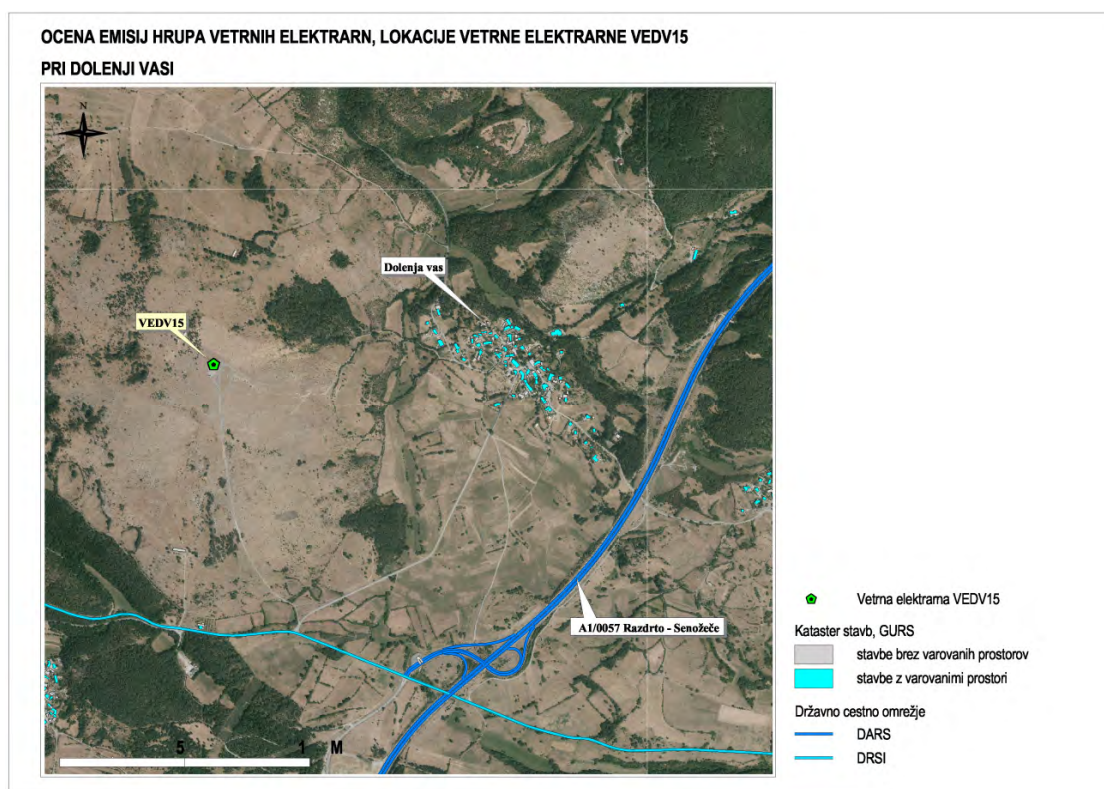 OCENA EMISIJ HRUPA VETRNIH ELEKTRARN, LOKACIJE VETRNE ELEKTRARNE VEDV15
PRI DOLENJI VASI
N
Dolenja vas
VEDV15
A1/0057 Razdrto - Senožeče
5 1 M
Vetrna elektrarna VEDV15
Kataster stavb, GURS
stavbe brez varovanih prostorov
stavbe z varovanimi prostori
Državno cestno omrežje
DARS
DRSI